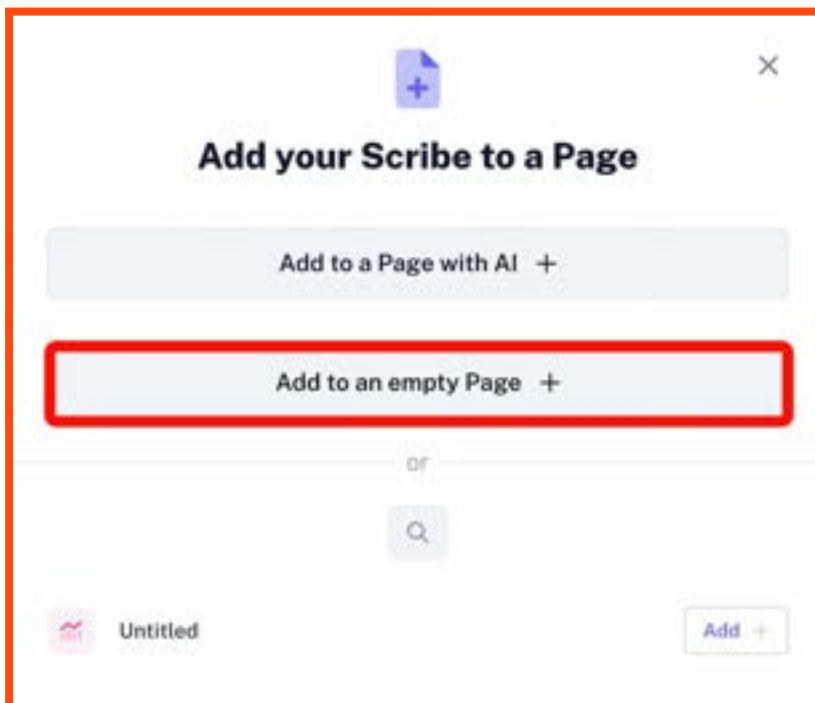 Add your Scribe to a Page
Add to a Page with AI +
Add to an empty Page +
or
Untitled
Add +